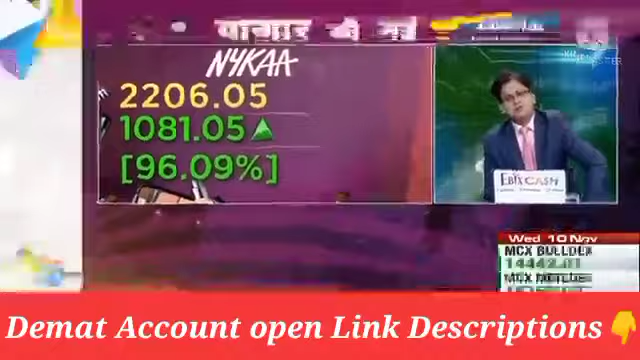 NYKAA
2206.05
1081.05▲
[96.09%]
EbixCASH
Wed 10 Nov
MCX BULLDEX
14442.01
Demat Account open Link Descriptions👇